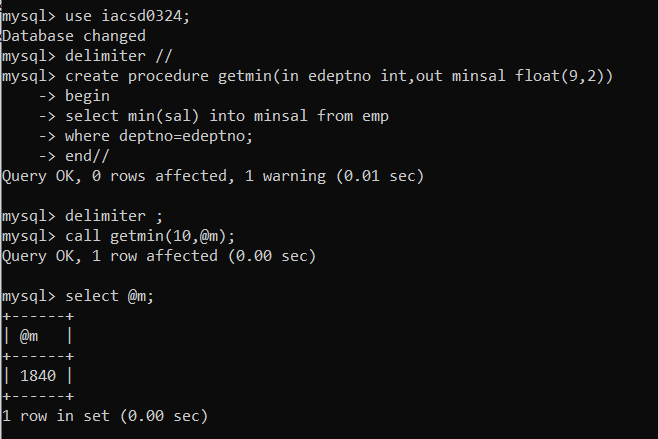 mysql> use iacsd0324;
Database changed
mysql> delimiter //
mysql> create procedure getmin(in edeptno int,out minsal float(9,2))
    -> begin
    -> select min(sal) into minsal from emp
    -> where deptno=edeptno;
    -> end//
Query OK, 0 rows affected, 1 warning (0.01 sec)

mysql> delimiter ;
mysql> call getmin(10,@m);
Query OK, 1 row affected (0.00 sec)

mysql> select @m;
+------+
| @m   |
+------+
| 1840 |
+------+
1 row in set (0.00 sec)